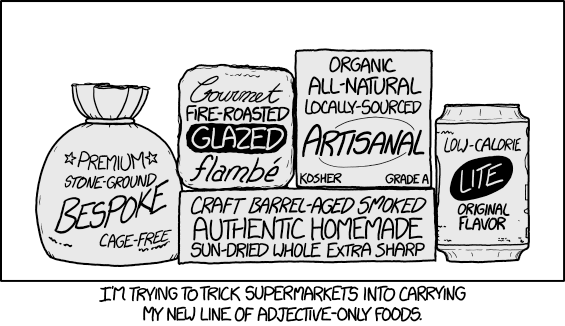 ☆PREMIUM☆
STONE-GROUND
BESPOKE
CAGE-FREE
Gourmet
FIRE-ROASTED
GLAZED
flambé
ORGANIC
ALL-NATURAL
LOCALLY-SOURCED
ARTISANAL
KOSHER GRADE A
CRAFT BARREL-AGED SMOKED
AUTHENTIC HOMEMADE
SUN-DRIED WHOLE EXTRA SHARP
LOW-CALORIE
LITE
ORIGINAL
FLAVOR
I'M TRYING TO TRICK SUPERMARKETS INTO CARRYING
MY NEW LINE OF ADJECTIVE-ONLY FOODS.